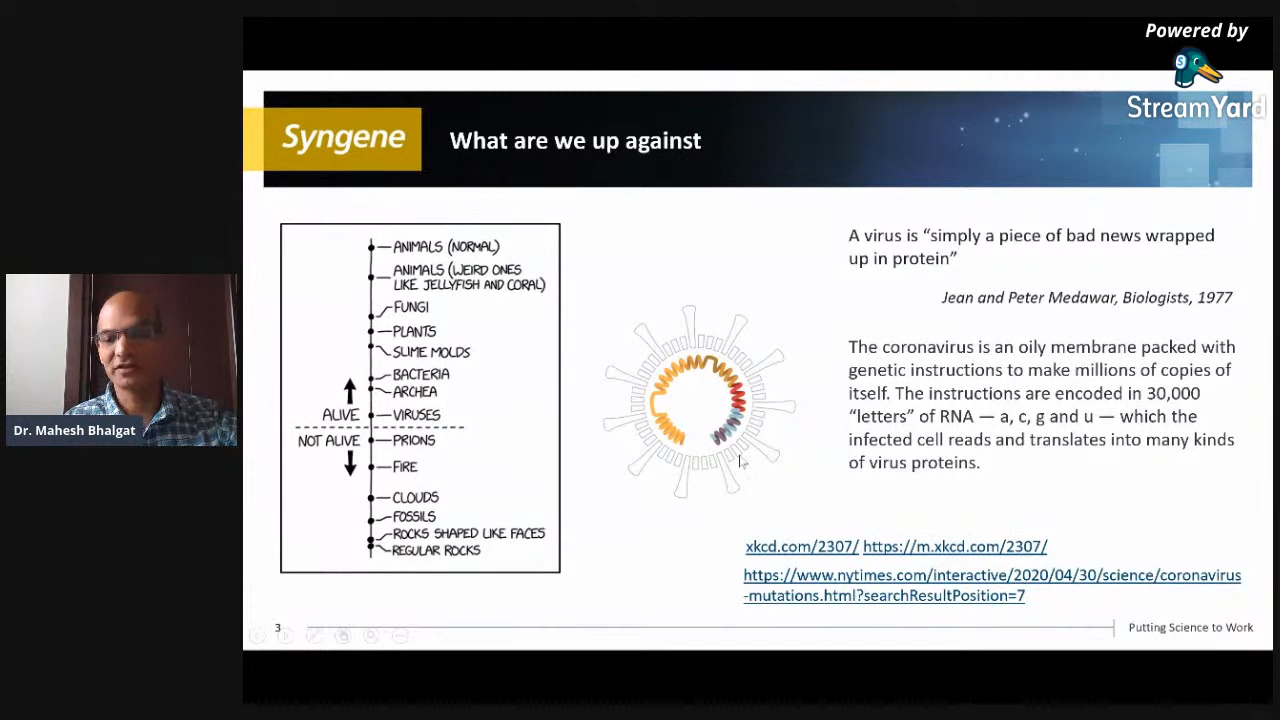 Powered by
StreamYard
Syngene
What are we up against
ANIMALS (NORMAL)
ANIMALS (WEIRD ONES
LIKE JELLYFISH AND CORAL)
FUNGI
PLANTS
SLIME MOLDS
BACTERIA
ARCHEA
ALIVE
VIRUSES
NOT ALIVE
PRIONS
FIRE
CLOUDS
FOSSILS
ROCKS SHAPED LIKE FACES
REGULAR ROCKS
A virus is “simply a piece of bad news wrapped
up in protein”
Jean and Peter Medawar, Biologists, 1977
The coronavirus is an oily membrane packed with
genetic instructions to make millions of copies of
itself. The instructions are encoded in 30,000
“letters” of RNA — a, c, g and u — which the
infected cell reads and translates into many kinds
of virus proteins.
xkcd.com/2307/ https://m.xkcd.com/2307/
https://www.nytimes.com/interactive/2020/04/30/science/coronavirus
-mutations.html?searchResultPosition=7
3
Putting Science to Work
Dr. Mahesh Bhalgat